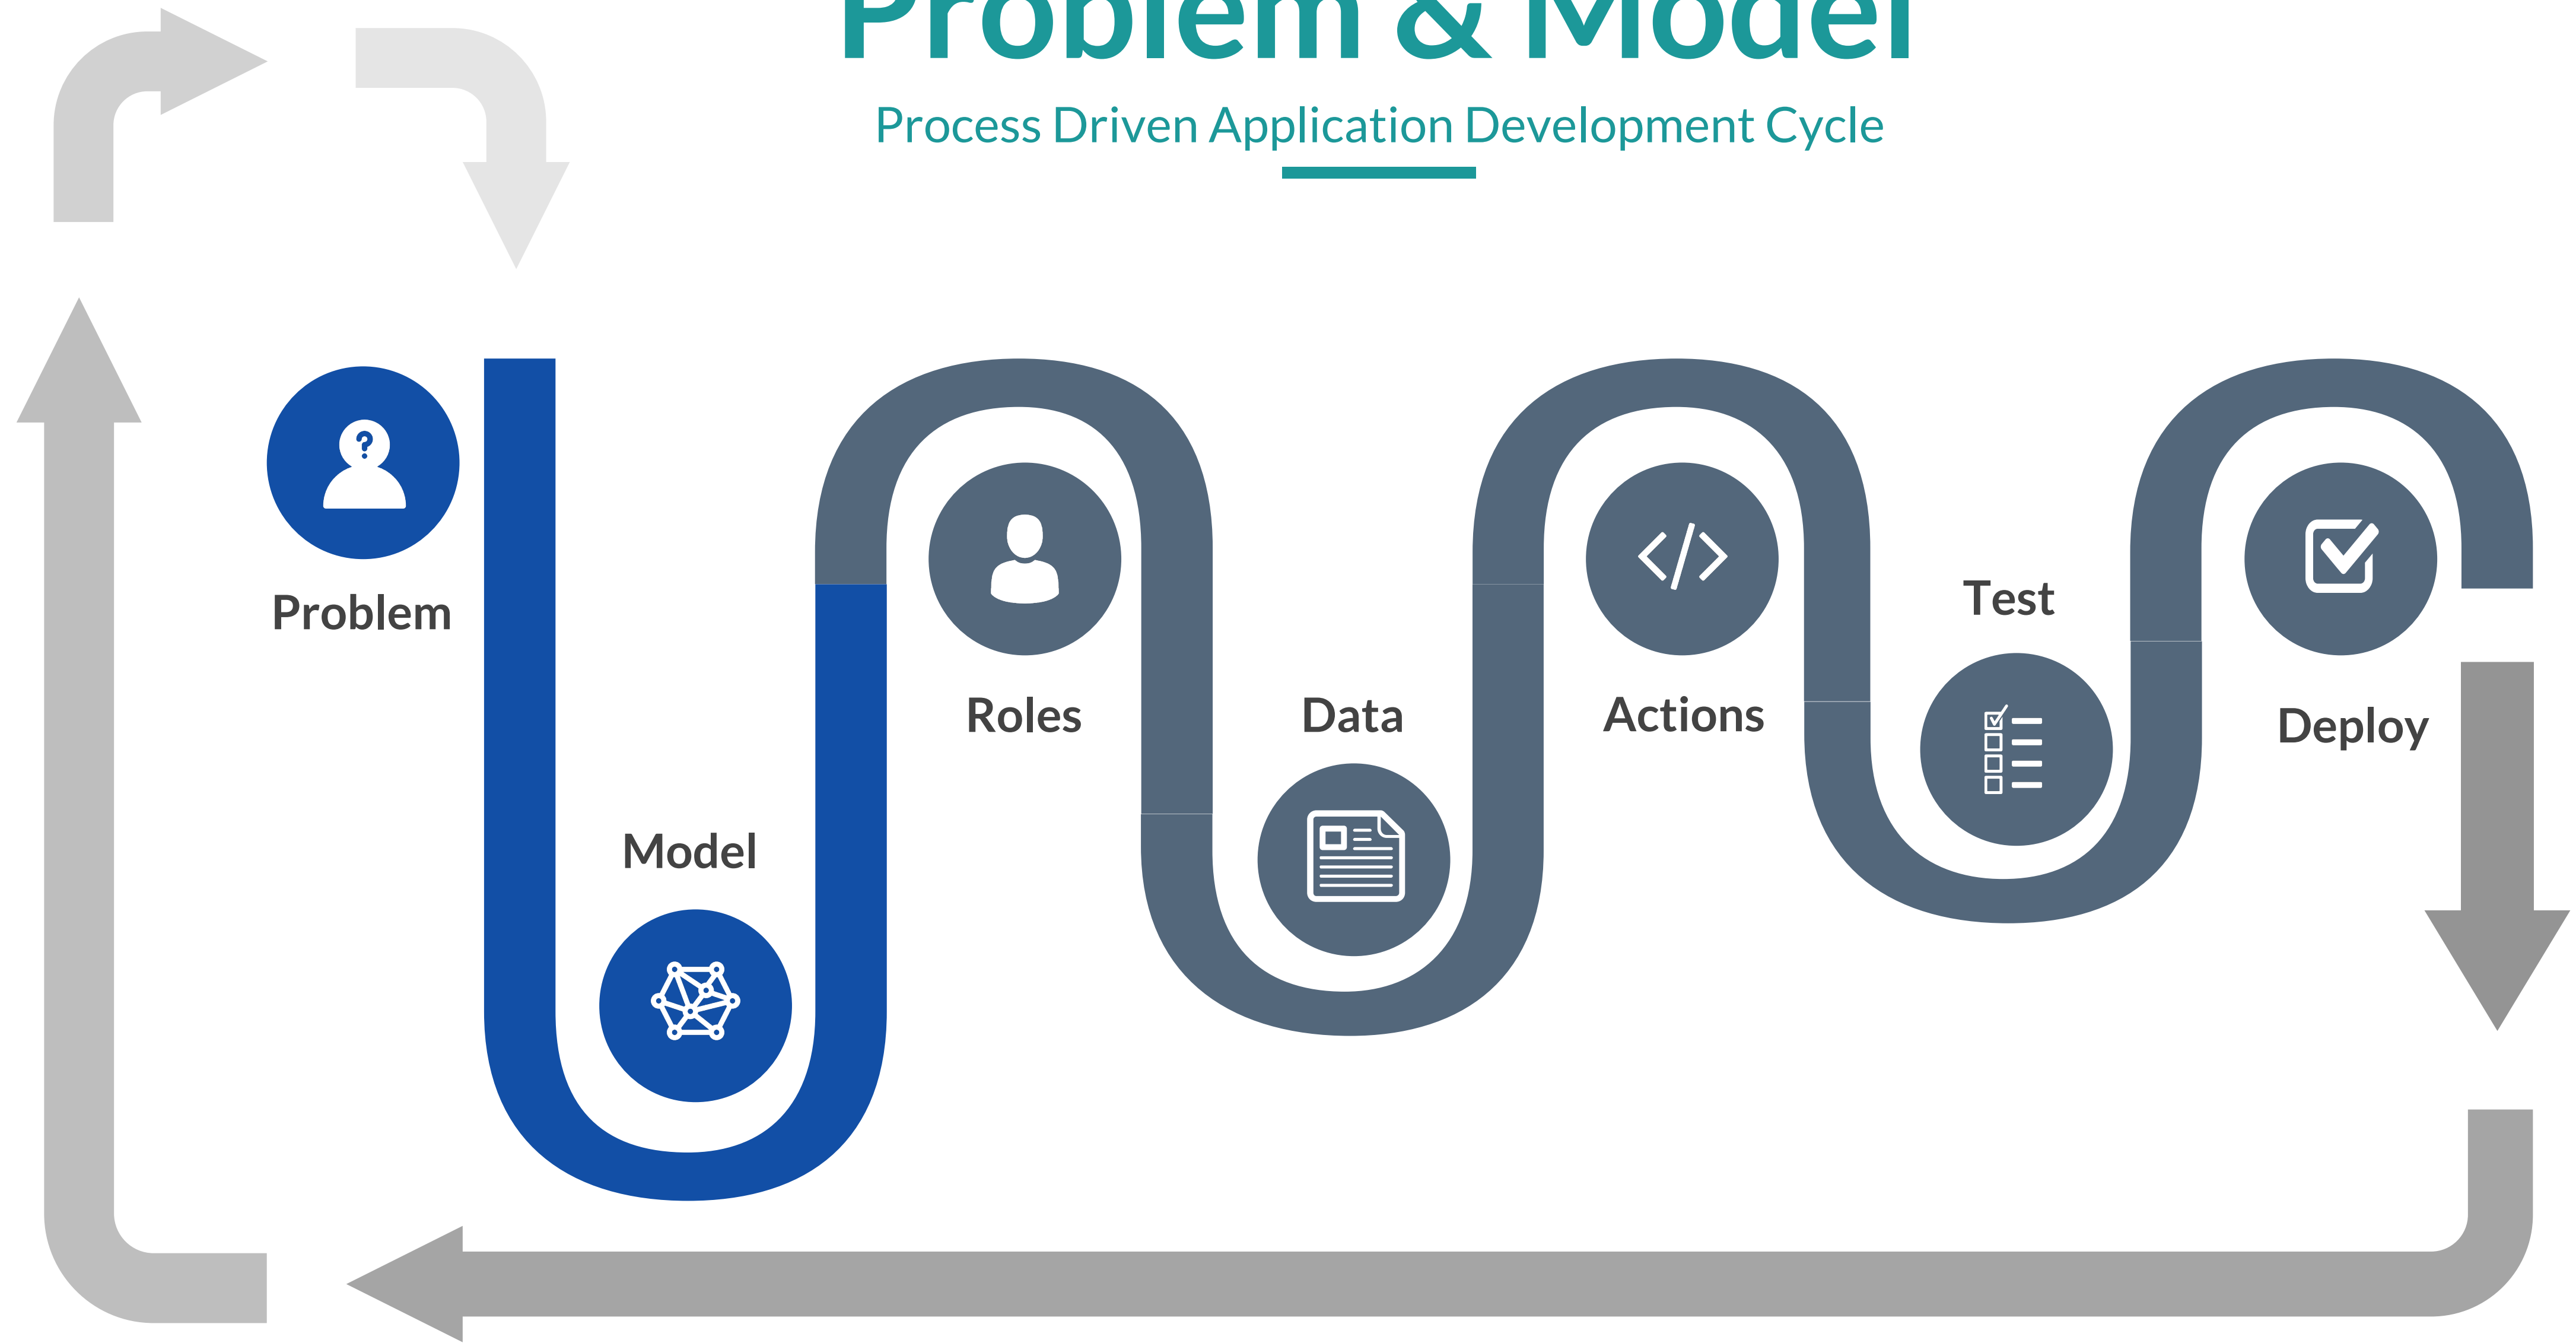 Problem & Model
Process Driven Application Development Cycle
?
Problem
Model
Roles
Data
</>
Actions
Test
Deploy